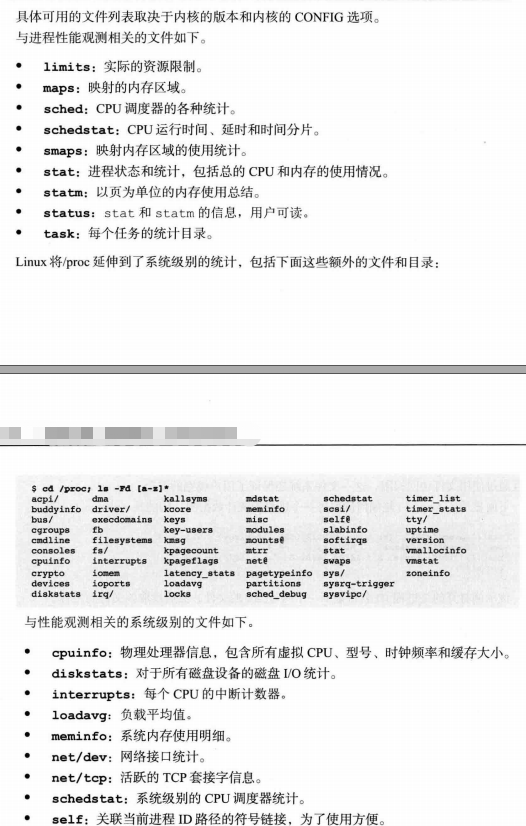 具体可用的文件列表取决于内核的版本和内核的 CONFIG 选项。
与进程性能观测相关的文件如下。
• limits：实际的资源限制。
• maps：映射的内存区域。
• sched：CPU 调度器的各种统计。
• schedstat：CPU 运行时间、延时和时间分片。
• smaps：映射内存区域的使用统计。
• stat：进程状态和统计，包括总的 CPU 和内存的使用情况。
• statm：以页为单位的内存使用总结。
• status：stat 和 statm 的信息，用户可读。
• task：每个任务的统计目录。
Linux 将/proc 延伸到了系统级别的统计，包括下面这些额外的文件和目录：
$ cd /proc; ls -Fd [a-z]*
acpi/ dma kallsyms mdstat schedstat timer_list
buddyinfo driver/ kcore meminfo scsi/ timer_stats
bus/ execdomains keys misc self@ tty/
cgroups fb key-users modules slabinfo uptime
cmdline filesystems kmsg mounts@ softirqs version
consoles fs/ kpagecount mtrr stat vmallocinfo
cpuinfo interrupts kpageflags net@ swaps vmstat
crypto iomem latency_stats pagetypeinfo sys/ zoneinfo
devices ioports loadavg partitions sysrq-trigger
diskstats irq/ locks sched_debug sysvipc/
与性能观测相关的系统级别的文件如下。
• cpuinfo：物理处理器信息，包含所有虚拟 CPU、型号、时钟频率和缓存大小。
• diskstats：对于所有磁盘设备的磁盘 I/O 统计。
• interrupts：每个 CPU 的中断计数器。
• loadavg：负载平均值。
• meminfo：系统内存使用明细。
• net/dev：网络接口统计。
• net/tcp：活跃的 TCP 套接字信息。
• schedstat：系统级别的 CPU 调度器统计。
• self：关联当前进程 ID 路径的符号链接，为了使用方便。